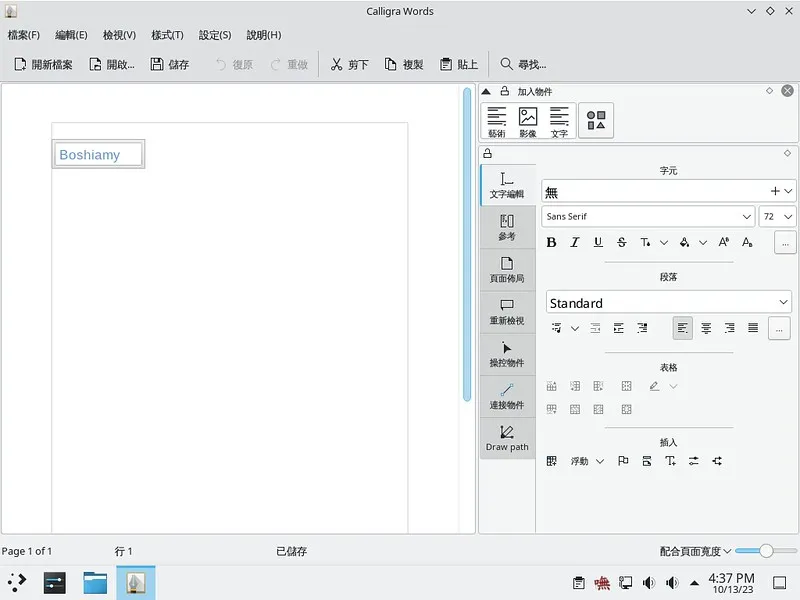 Calligra Words
檔案(F) 編輯(E) 檢視(V) 樣式(T) 設定(S) 說明(H)
開新檔案 開啟... 儲存 復原 重做 剪下 複製 貼上 尋找...
加入物件
藝術 影像 文字
Boshiamy
文字編輯
參考
頁面佈局
重新檢視
操控物件
連接物件
Draw path
字元
無
Sans Serif 72
B I U S
...
段落
Standard
...
表格
插入
浮動
Page 1 of 1 行 1 已儲存 配合頁面寬度
無 4:37 PM
10/13/23